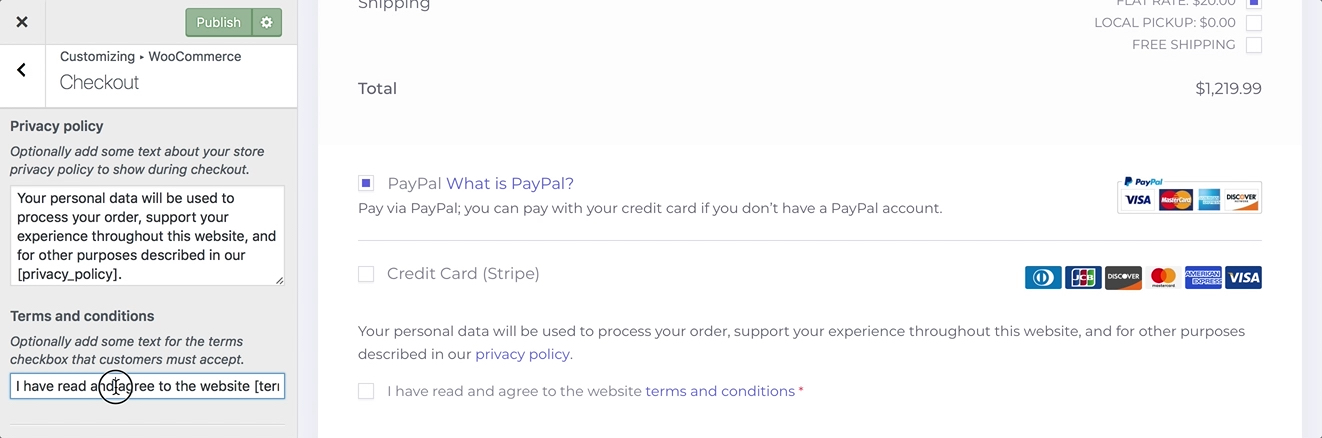 Publish
Customizing ▸ WooCommerce
Checkout
Privacy policy
Optionally add some text about your store
privacy policy to show during checkout.
Your personal data will be used to
process your order, support your
experience throughout this website, and
for other purposes described in our
[privacy_policy].
Terms and conditions
Optionally add some text for the terms
checkbox that customers must accept.
I have read and agree to the website [ter
Shipping
FLAT RATE: $20.00
LOCAL PICKUP: $0.00
FREE SHIPPING
Total
$1,219.99
PayPal What is PayPal?
PayPal
VISA MasterCard DISCOVER
Pay via PayPal; you can pay with your credit card if you don’t have a PayPal account.
Credit Card (Stripe)
JCB DISCOVER mastercard AMERICAN EXPRESS VISA
Your personal data will be used to process your order, support your experience throughout this website, and for other purposes
described in our privacy policy.
I have read and agree to the website terms and conditions *